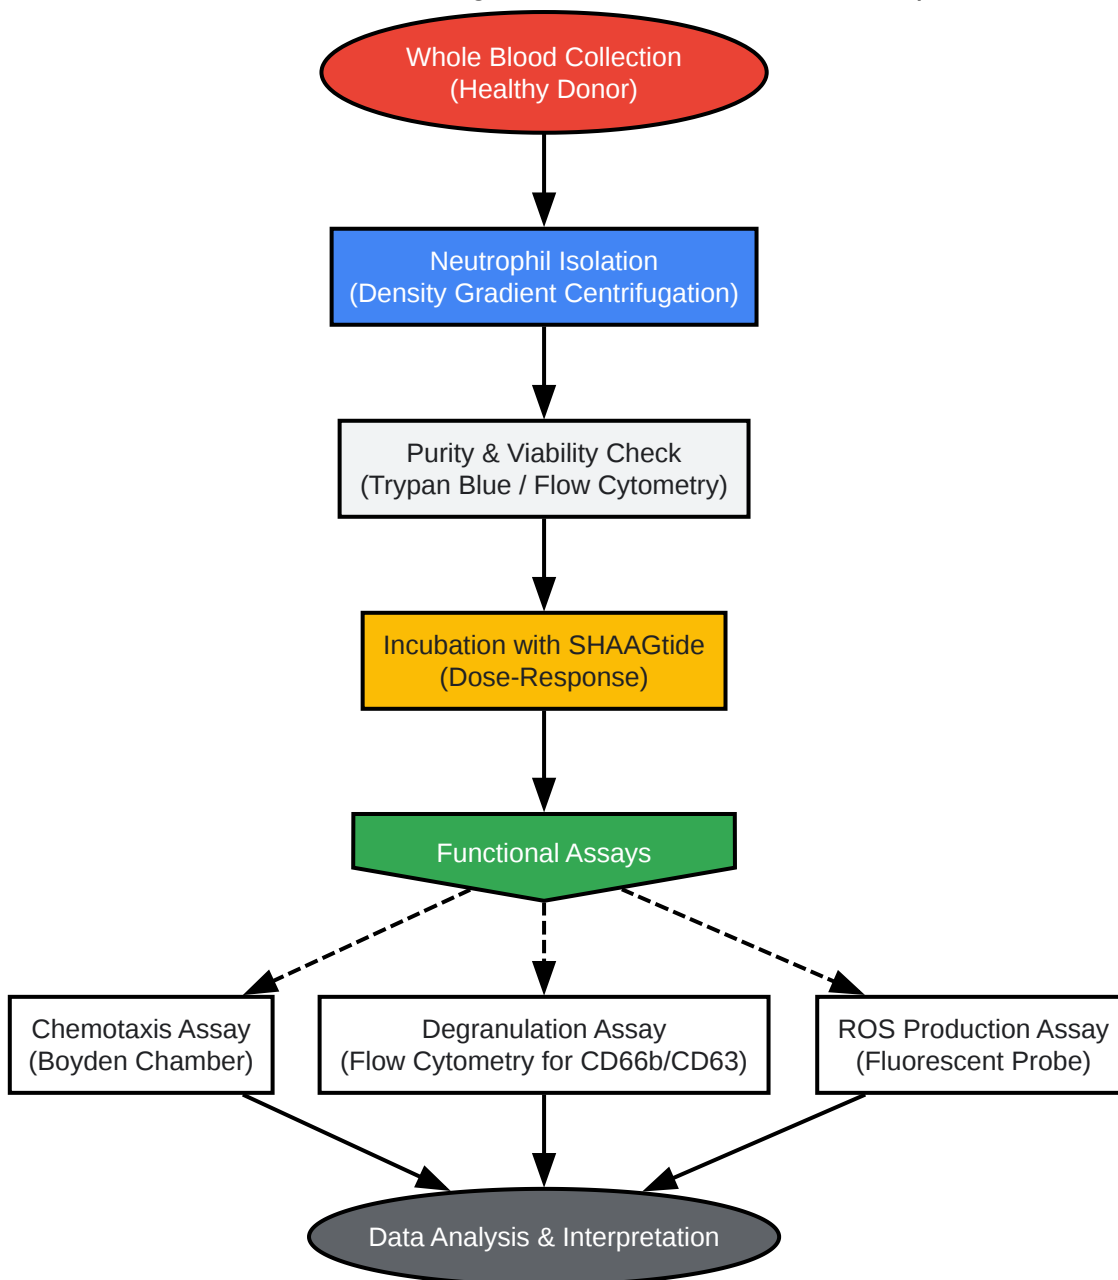 Whole Blood Collection
(Healthy Donor)
Neutrophil Isolation
(Density Gradient Centrifugation)
Purity & Viability Check
(Trypan Blue / Flow Cytometry)
Incubation with SHAAGtide
(Dose-Response)
Functional Assays
Chemotaxis Assay
(Boyden Chamber)
Degranulation Assay
(Flow Cytometry for CD66b/CD63)
ROS Production Assay
(Fluorescent Probe)
Data Analysis & Interpretation